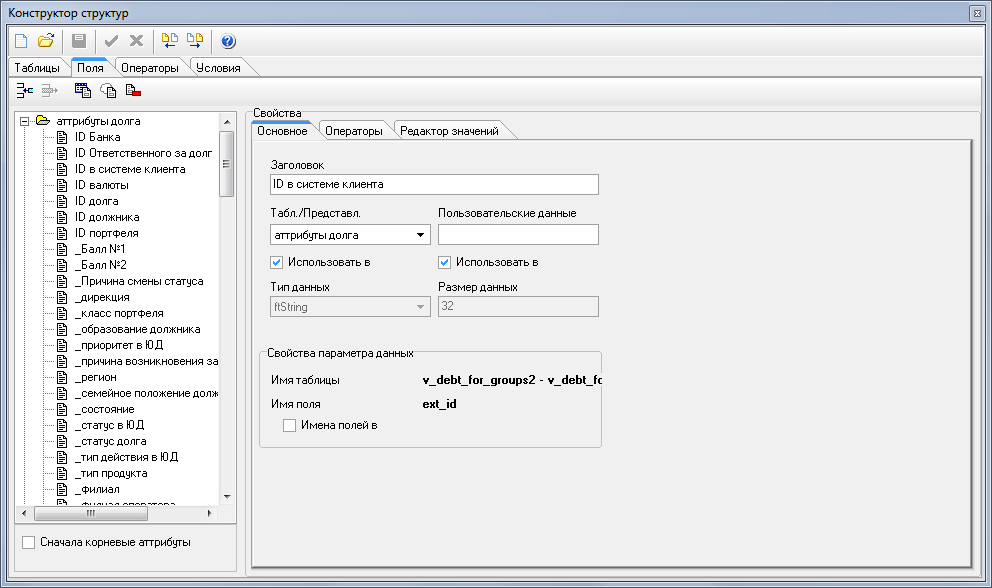 Конструктор структур
Таблицы
Поля
Операторы
Условия
аттрибуты долга
ID Банка
ID Ответственного за долг
ID в системе клиента
ID валюты
ID долга
ID должника
ID портфеля
_Балл №1
_Балл №2
_Причина смены статуса
_дирекция
_класс портфеля
_образование должника
_приоритет в ЮД
_причина возникновения за
_регион
_семейное положение долж
_состояние
_статус в ЮД
_статус долга
_тип действия в ЮД
_тип продукта
_филиал
_филиал оператора
Сначала корневые аттрибуты
Свойства
Основное
Операторы
Редактор значений
Заголовок
ID в системе клиента
Табл./Представл.
Пользовательские данные
аттрибуты долга
Использовать в
Использовать в
Тип данных
Размер данных
ftString
32
Свойства параметра данных
Имя таблицы
v_debt_for_groups2 - v_debt_fo
Имя поля
ext_id
Имена полей в